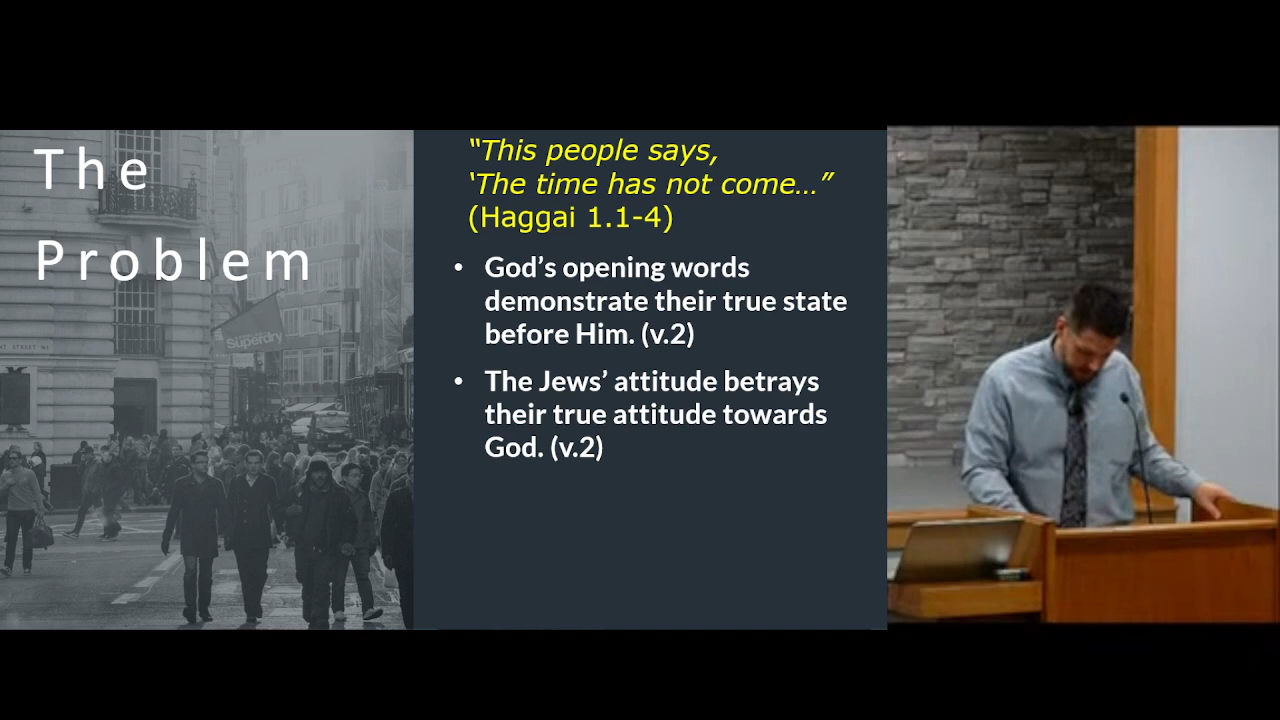 The
Problem
Superdry.
“This people says,
‘The time has not come…”
(Haggai 1.1-4)
• God’s opening words
demonstrate their true state
before Him. (v.2)
• The Jews’ attitude betrays
their true attitude towards
God. (v.2)